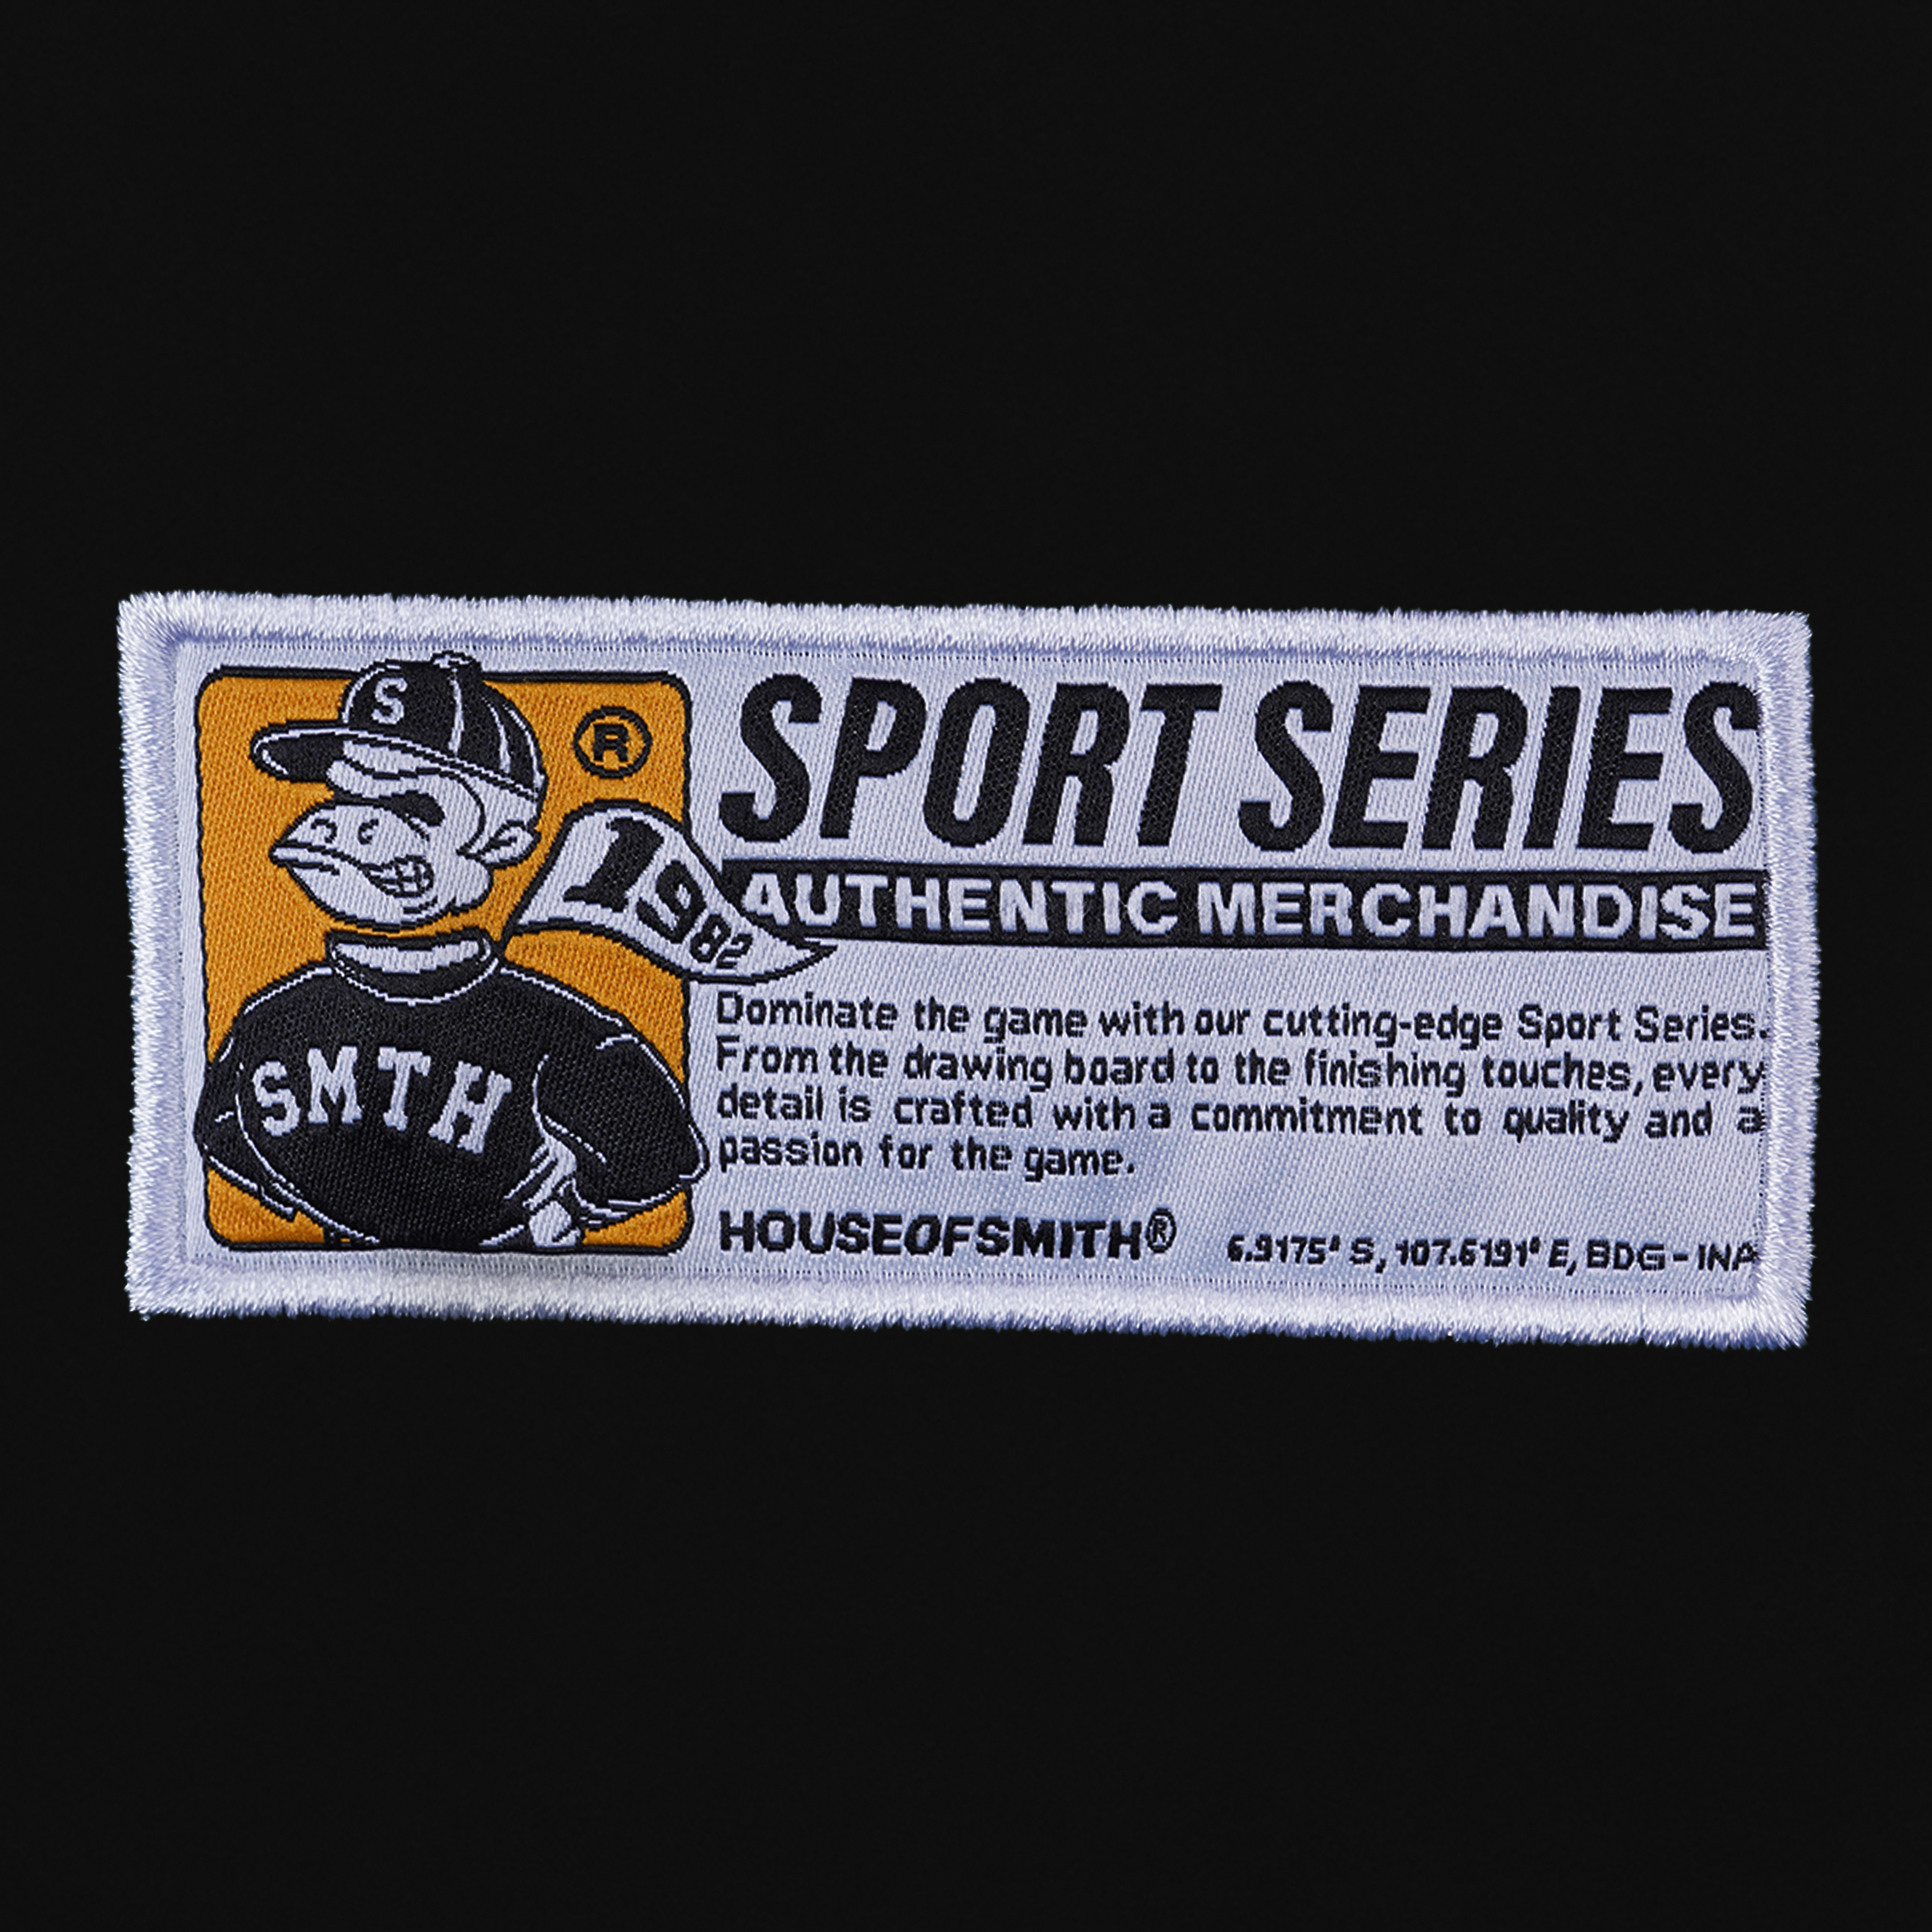 S
®
1982
SMTH
SPORT SERIES
AUTHENTIC MERCHANDISE
Dominate the game with our cutting-edge Sport Series.
From the drawing board to the finishing touches, every
detail is crafted with a commitment to quality and a
passion for the game.
HOUSEOFSMITH®
6.9175° S, 107.6191° E, BDG - INA